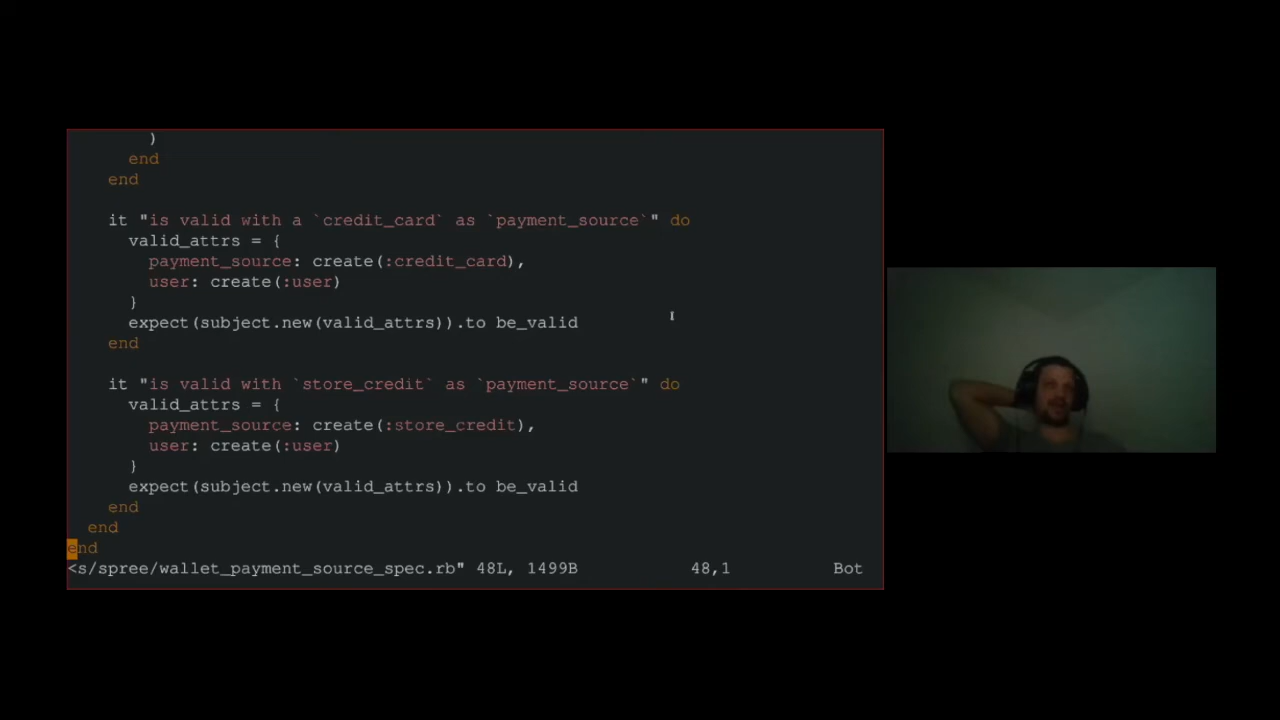 )
end
end
it "is valid with a `credit_card` as `payment_source`" do
valid_attrs = {
payment_source: create(:credit_card),
user: create(:user)
}
expect(subject.new(valid_attrs)).to be_valid
end
it "is valid with `store_credit` as `payment_source`" do
valid_attrs = {
payment_source: create(:store_credit),
user: create(:user)
}
expect(subject.new(valid_attrs)).to be_valid
end
end
end
<s/spree/wallet_payment_source_spec.rb" 48L, 1499B 48,1 Bot